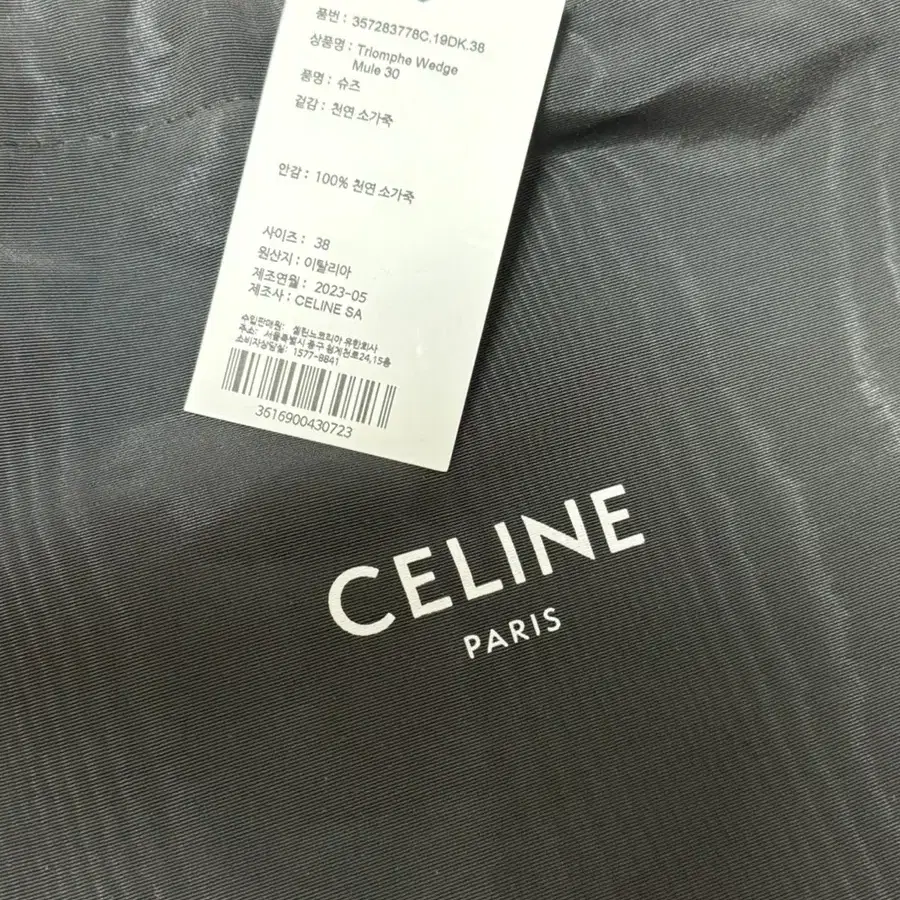 품번 : 357283778C.19DK.38
상품명 : Triomphe Wedge
Mule 30
품명 : 슈즈
겉감 : 천연 소가죽
안감 : 100% 천연 소가죽
사이즈 : 38
원산지 : 이탈리아
제조연월 : 2023-05
제조사 : CELINE SA
수입판매원: 셀린느코리아 유한회사
주소: 서울특별시 중구 청계천로24,15층
소비자상담실: 1577-8841
3616900430723
CELINE
PARIS